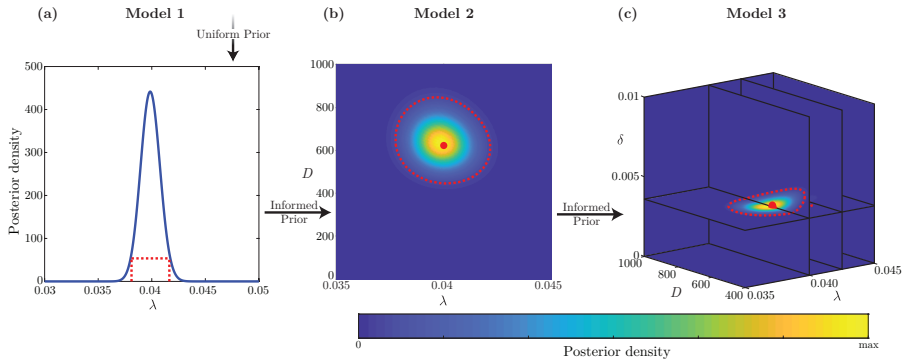 (a) Model 1
Uniform Prior
500
400
300
200
100
0
Posterior density
0.03 0.035 0.04 0.045 0.05
λ
Informed
Prior
(b) Model 2
1000
800
600
400
200
0
D
0.035 0.04 0.045
λ
Informed
Prior
(c) Model 3
0.01
δ
0.005
0
1000
800
600
400
D
0.035
0.040
0.045
λ
0 max
Posterior density